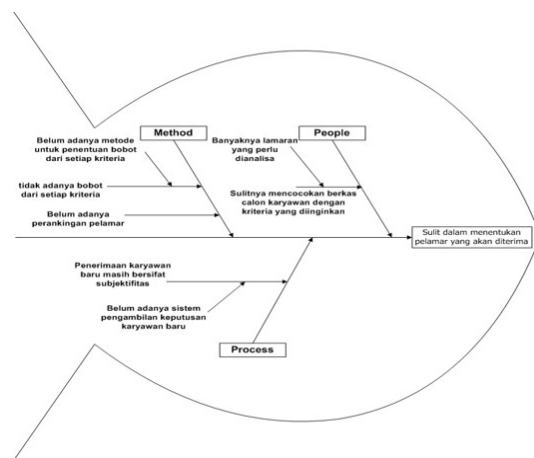 Method
People
Belum adanya metode
untuk penentuan bobot
dari setiap kriteria
Banyaknya lamaran
yang perlu
dianalisa
tidak adanya bobot
dari setiap kriteria
Sulitnya mencocokan berkas
calon karyawan dengan
kriteria yang diinginkan
Belum adanya
perankingan pelamar
Sulit dalam menentukan
pelamar yang akan diterima
Penerimaan karyawan
baru masih bersifat
subjektifitas
Belum adanya sistem
pengambilan keputusan
karyawan baru
Process